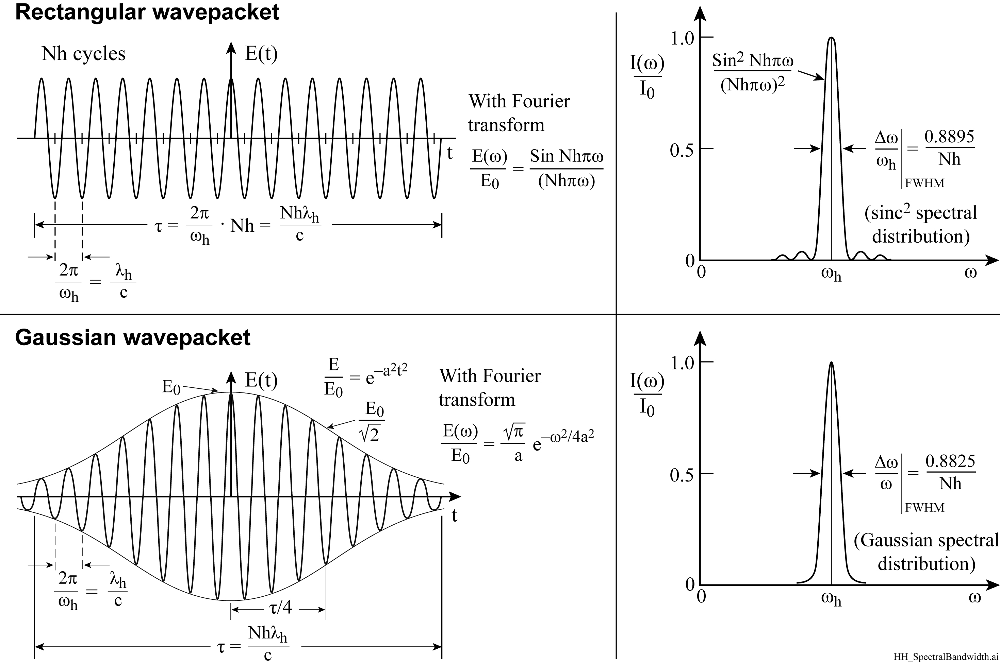 Rectangular wavepacket
Nh cycles
E(t)
t
With Fourier
transform
E(ω)/E₀ = Sin Nhπω/(Nhπω)
τ = 2π/ωₕ · Nh = Nhλₕ/c
2π/ωₕ = λₕ/c
I(ω)/I₀
1.0
0.5
0
0
Sin² Nhπω/(Nhπω)²
Δω/ωₕ|FWHM = 0.8895/Nh
(sinc² spectral
distribution)
ωₕ
ω
Gaussian wavepacket
E₀
E(t)
E/E₀ = e^–a²t²
E₀/√2
t
With Fourier
transform
E(ω)/E₀ = √π/a e^–ω²/4a²
2π/ωₕ = λₕ/c
τ/4
τ = Nhλₕ/c
I(ω)/I₀
1.0
0.5
0
0
Δω/ω|FWHM = 0.8825/Nh
(Gaussian spectral
distribution)
ωₕ
ω
HH_SpectralBandwidth.ai